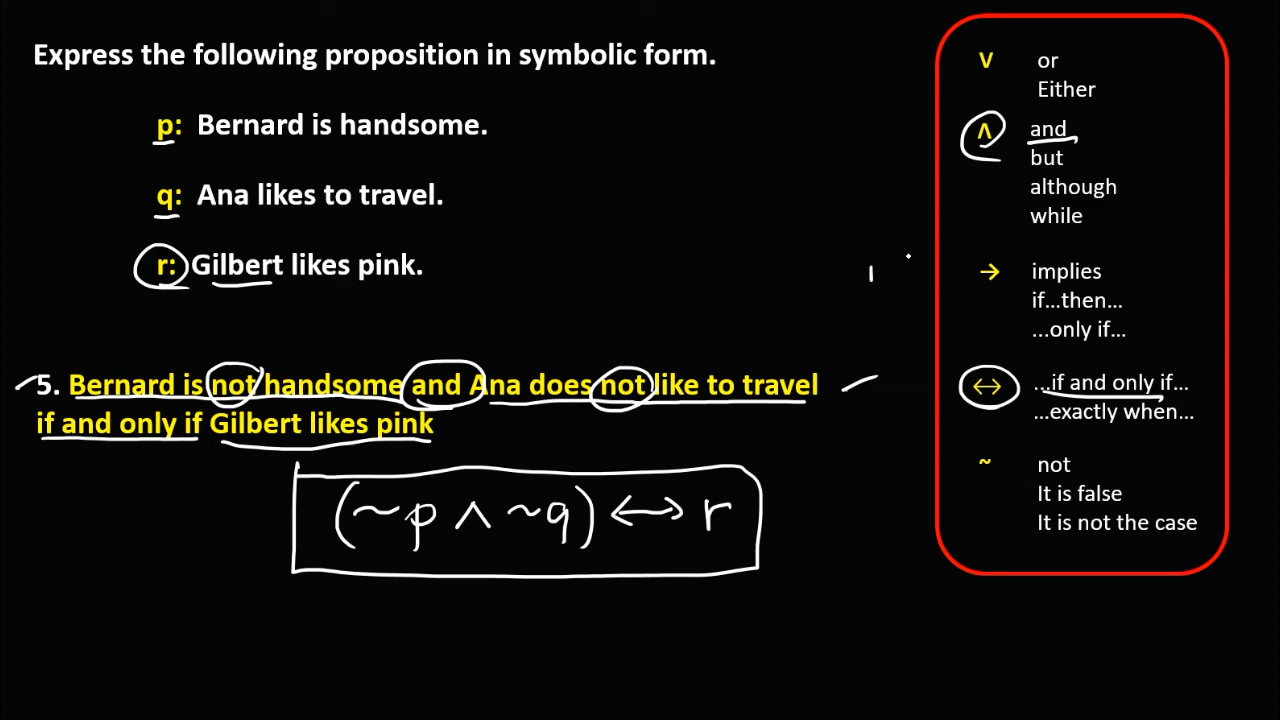 Express the following proposition in symbolic form.
p: Bernard is handsome.
q: Ana likes to travel.
r: Gilbert likes pink.
5. Bernard is not handsome and Ana does not like to travel
if and only if Gilbert likes pink
(~p ∧ ~q) ↔ r
∨ or
Either
∧ and
but
although
while
→ implies
if...then...
...only if...
↔ ...if and only if...
...exactly when...
~ not
It is false
It is not the case